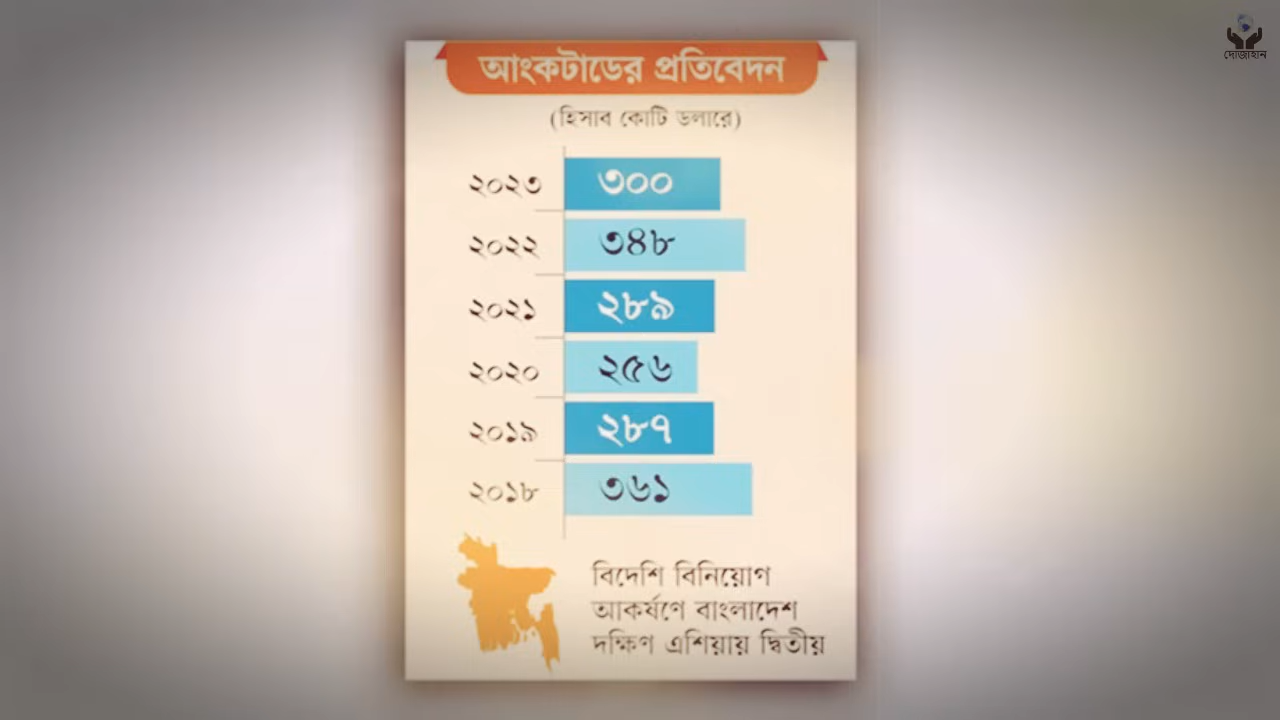 আংকটাডের প্রতিবেদন
(হিসাব কোটি ডলারে)
২০২৩ ৩০০
২০২২ ৩৪৮
২০২১ ২৮৯
২০২০ ২৫৬
২০১৯ ২৮৭
২০১৮ ৩৬১
বিদেশি বিনিয়োগ
আকর্ষণে বাংলাদেশ
দক্ষিণ এশিয়ায় দ্বিতীয়
দোজাহান